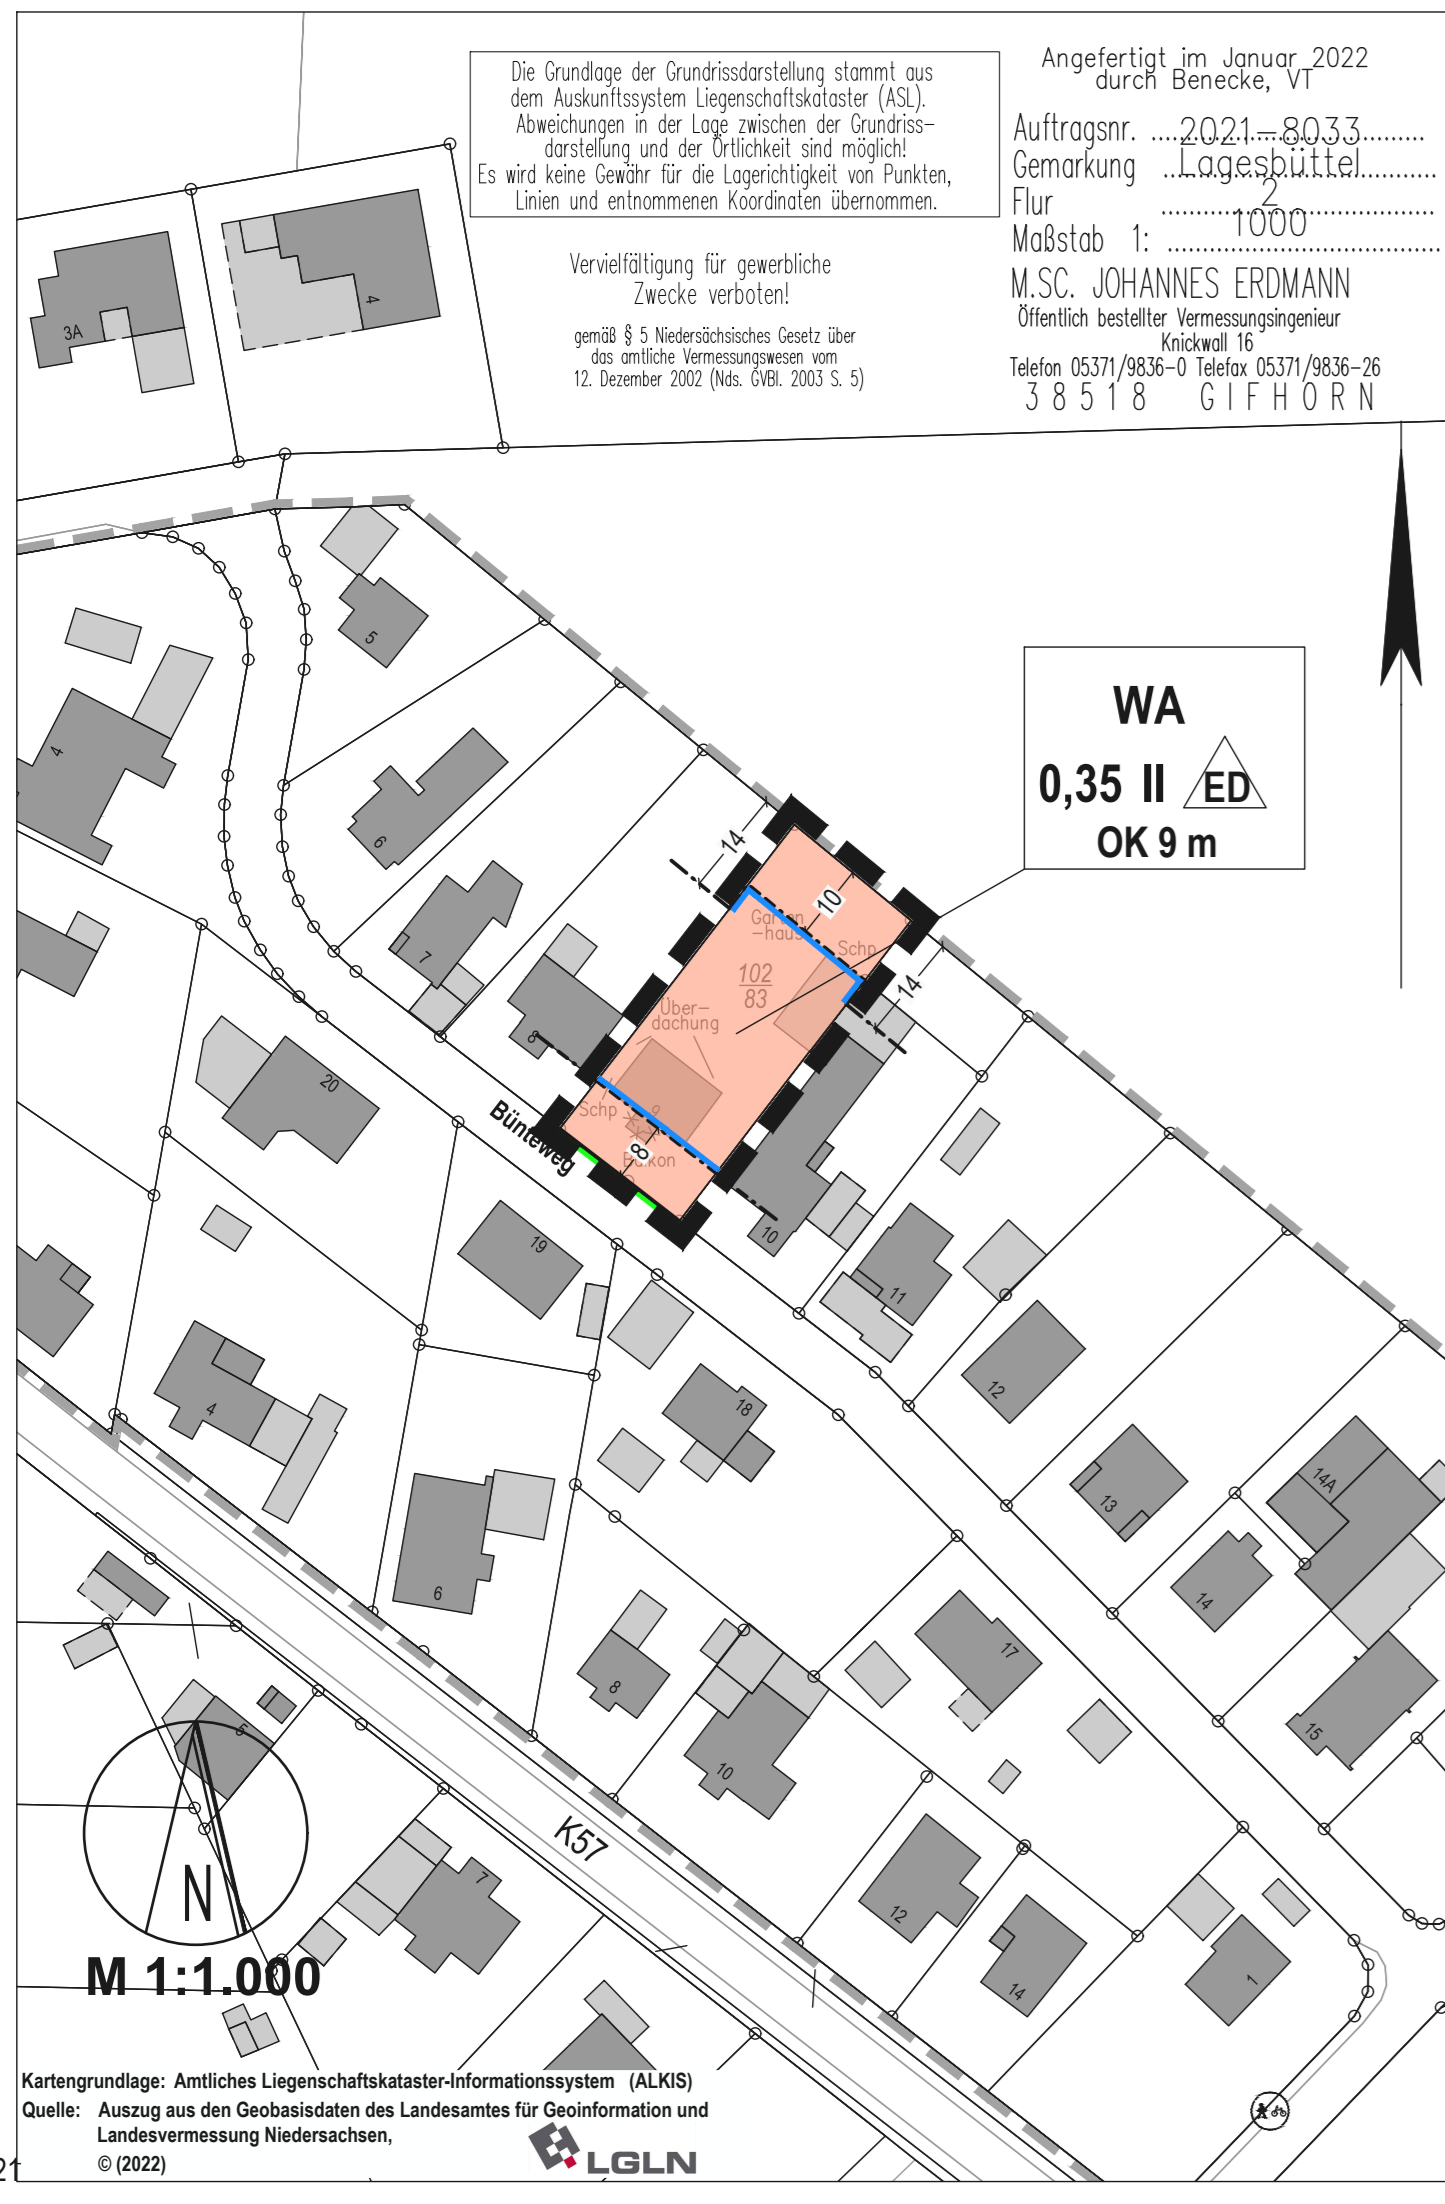 Die Grundlage der Grundrissdarstellung stammt aus
dem Auskunftssystem Liegenschaftskataster (ASL).
Abweichungen in der Lage zwischen der Grundriss-
darstellung und der Örtlichkeit sind möglich!
Es wird keine Gewähr für die Lagerichtigkeit von Punkten,
Linien und entnommenen Koordinaten übernommen.
Vervielfältigung für gewerbliche
Zwecke verboten!
gemäß § 5 Niedersächsisches Gesetz über
das amtliche Vermessungswesen vom
12. Dezember 2002 (Nds. GVBl. 2003 S. 5)
Angefertigt im Januar 2022
durch Benecke, VT
Auftragsnr. 2021-8033
Gemarkung Lagesbüttel
Flur 2
Maßstab 1: 1000
M.SC. JOHANNES ERDMANN
Öffentlich bestellter Vermessungsingenieur
Knickwall 16
Telefon 05371/9836-0 Telefax 05371/9836-26
38518 GIFHORN
3A
4
5
WA
0,35 II ED
OK 9 m
4
6
14
10
Garten
-haus
Schp
7
102
83
14
Über-
dachung
8
20
Schp
9
Bünteweg
8
Balkon
10
19
11
12
4
18
13
14A
6
14
8
17
15
10
5
K57
N
7
12
14
1
M 1:1.000
Kartengrundlage: Amtliches Liegenschaftskataster-Informationssystem (ALKIS)
Quelle: Auszug aus den Geobasisdaten des Landesamtes für Geoinformation und
Landesvermessung Niedersachsen,
© (2022)
LGLN
21